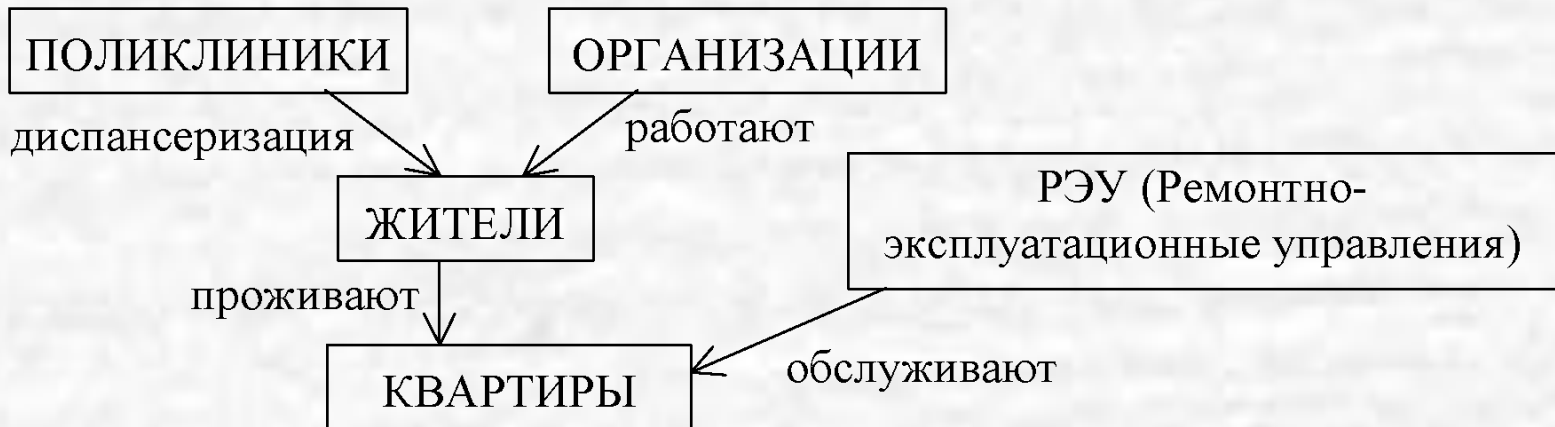 ПОЛИКЛИНИКИ
ОРГАНИЗАЦИИ
диспансеризация
работают
ЖИТЕЛИ
РЭУ (Ремонтно-
эксплуатационные управления)
проживают
обслуживают
КВАРТИРЫ